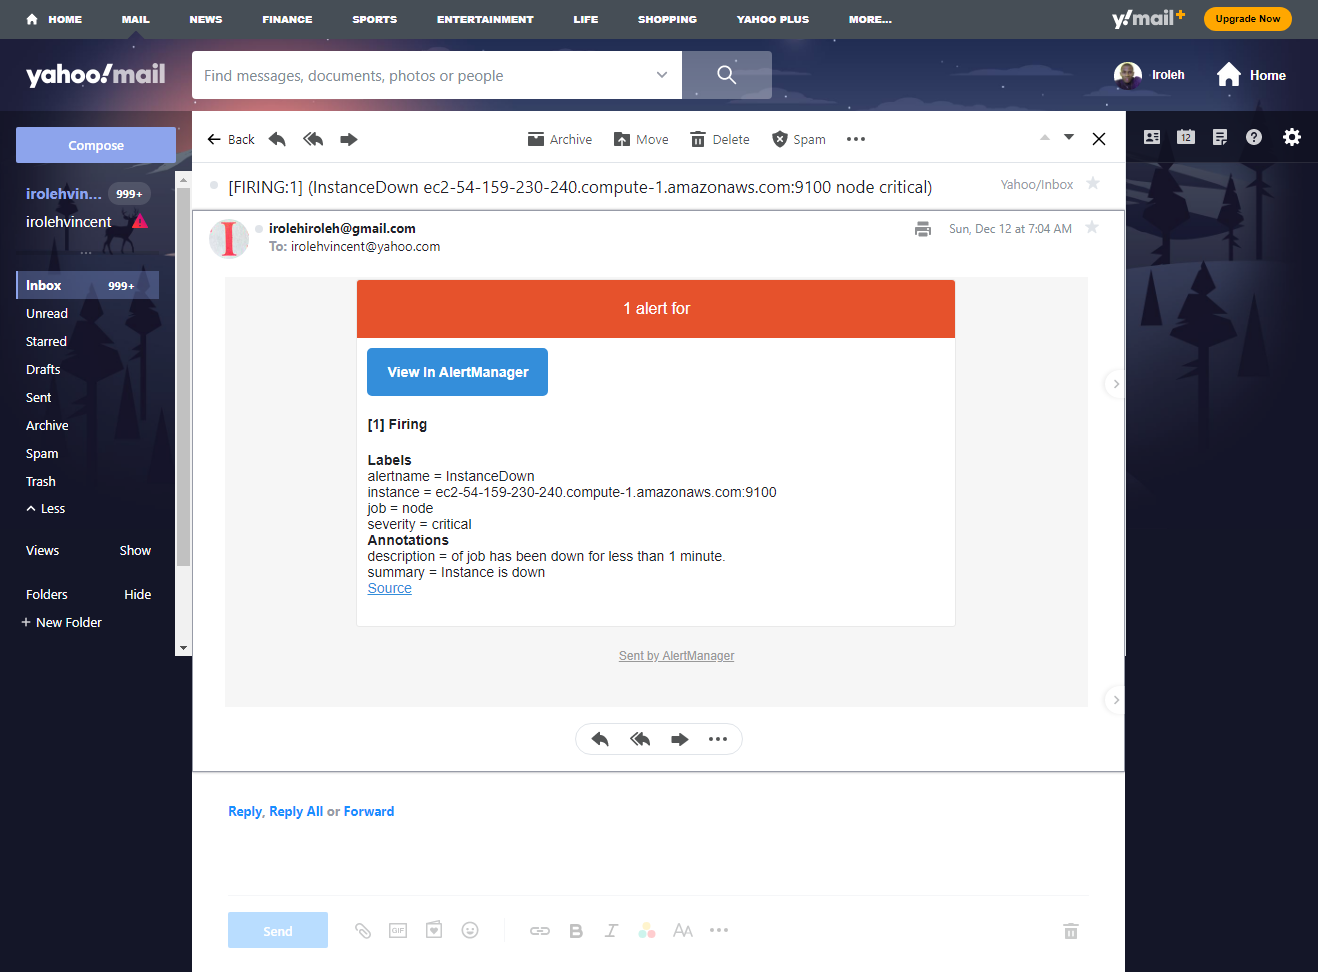 HOME MAIL NEWS FINANCE SPORTS ENTERTAINMENT LIFE SHOPPING YAHOO PLUS MORE... y!mail+ Upgrade Now
yahoo!mail Find messages, documents, photos or people Iroleh Home
Compose
Back Archive Move Delete Spam 12
irolehvin... 999+
irolehvincent
Inbox 999+
Unread
Starred
Drafts
Sent
Archive
Spam
Trash
Less
Views Show
Folders Hide
+ New Folder
[FIRING:1] (InstanceDown ec2-54-159-230-240.compute-1.amazonaws.com:9100 node critical) Yahoo/Inbox
I
irolehiroleh@gmail.com Sun, Dec 12 at 7:04 AM
To: irolehvincent@yahoo.com
1 alert for
View In AlertManager
[1] Firing
Labels
alertname = InstanceDown
instance = ec2-54-159-230-240.compute-1.amazonaws.com:9100
job = node
severity = critical
Annotations
description = of job has been down for less than 1 minute.
summary = Instance is down
Source
Sent by AlertManager
Reply, Reply All or Forward
Send GIF B I AA